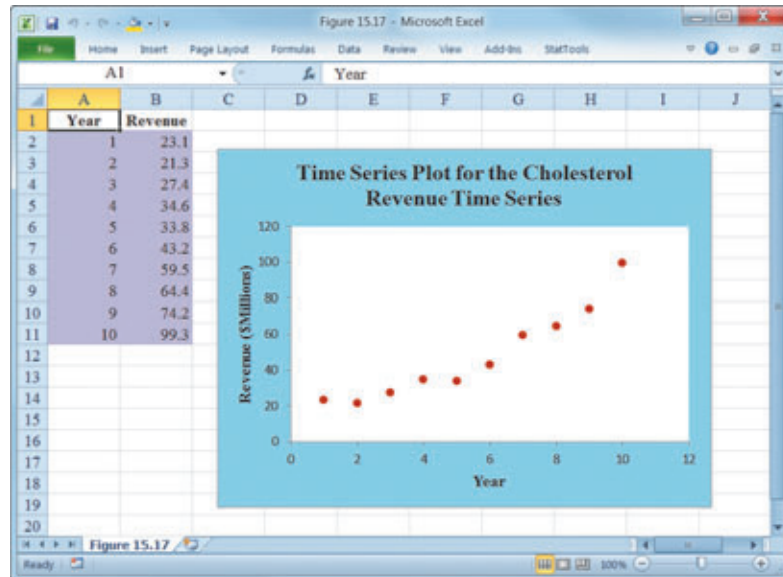 Figure 15.17 - Microsoft Excel
File Home Insert Page Layout Formulas Data Review View Add-Ins StatTools
A1 fx Year
A B C D E F G H I J
1 Year Revenue
2 1 23.1
3 2 21.3
4 3 27.4
5 4 34.6
6 5 33.8
7 6 43.2
8 7 59.5
9 8 64.4
10 9 74.2
11 10 99.3
12
13
14
15
16
17
18
19
20
Time Series Plot for the Cholesterol
Revenue Time Series
Revenue ($Millions)
120
100
80
60
40
20
0
0 2 4 6 8 10 12
Year
Figure 15.17
Ready 100%